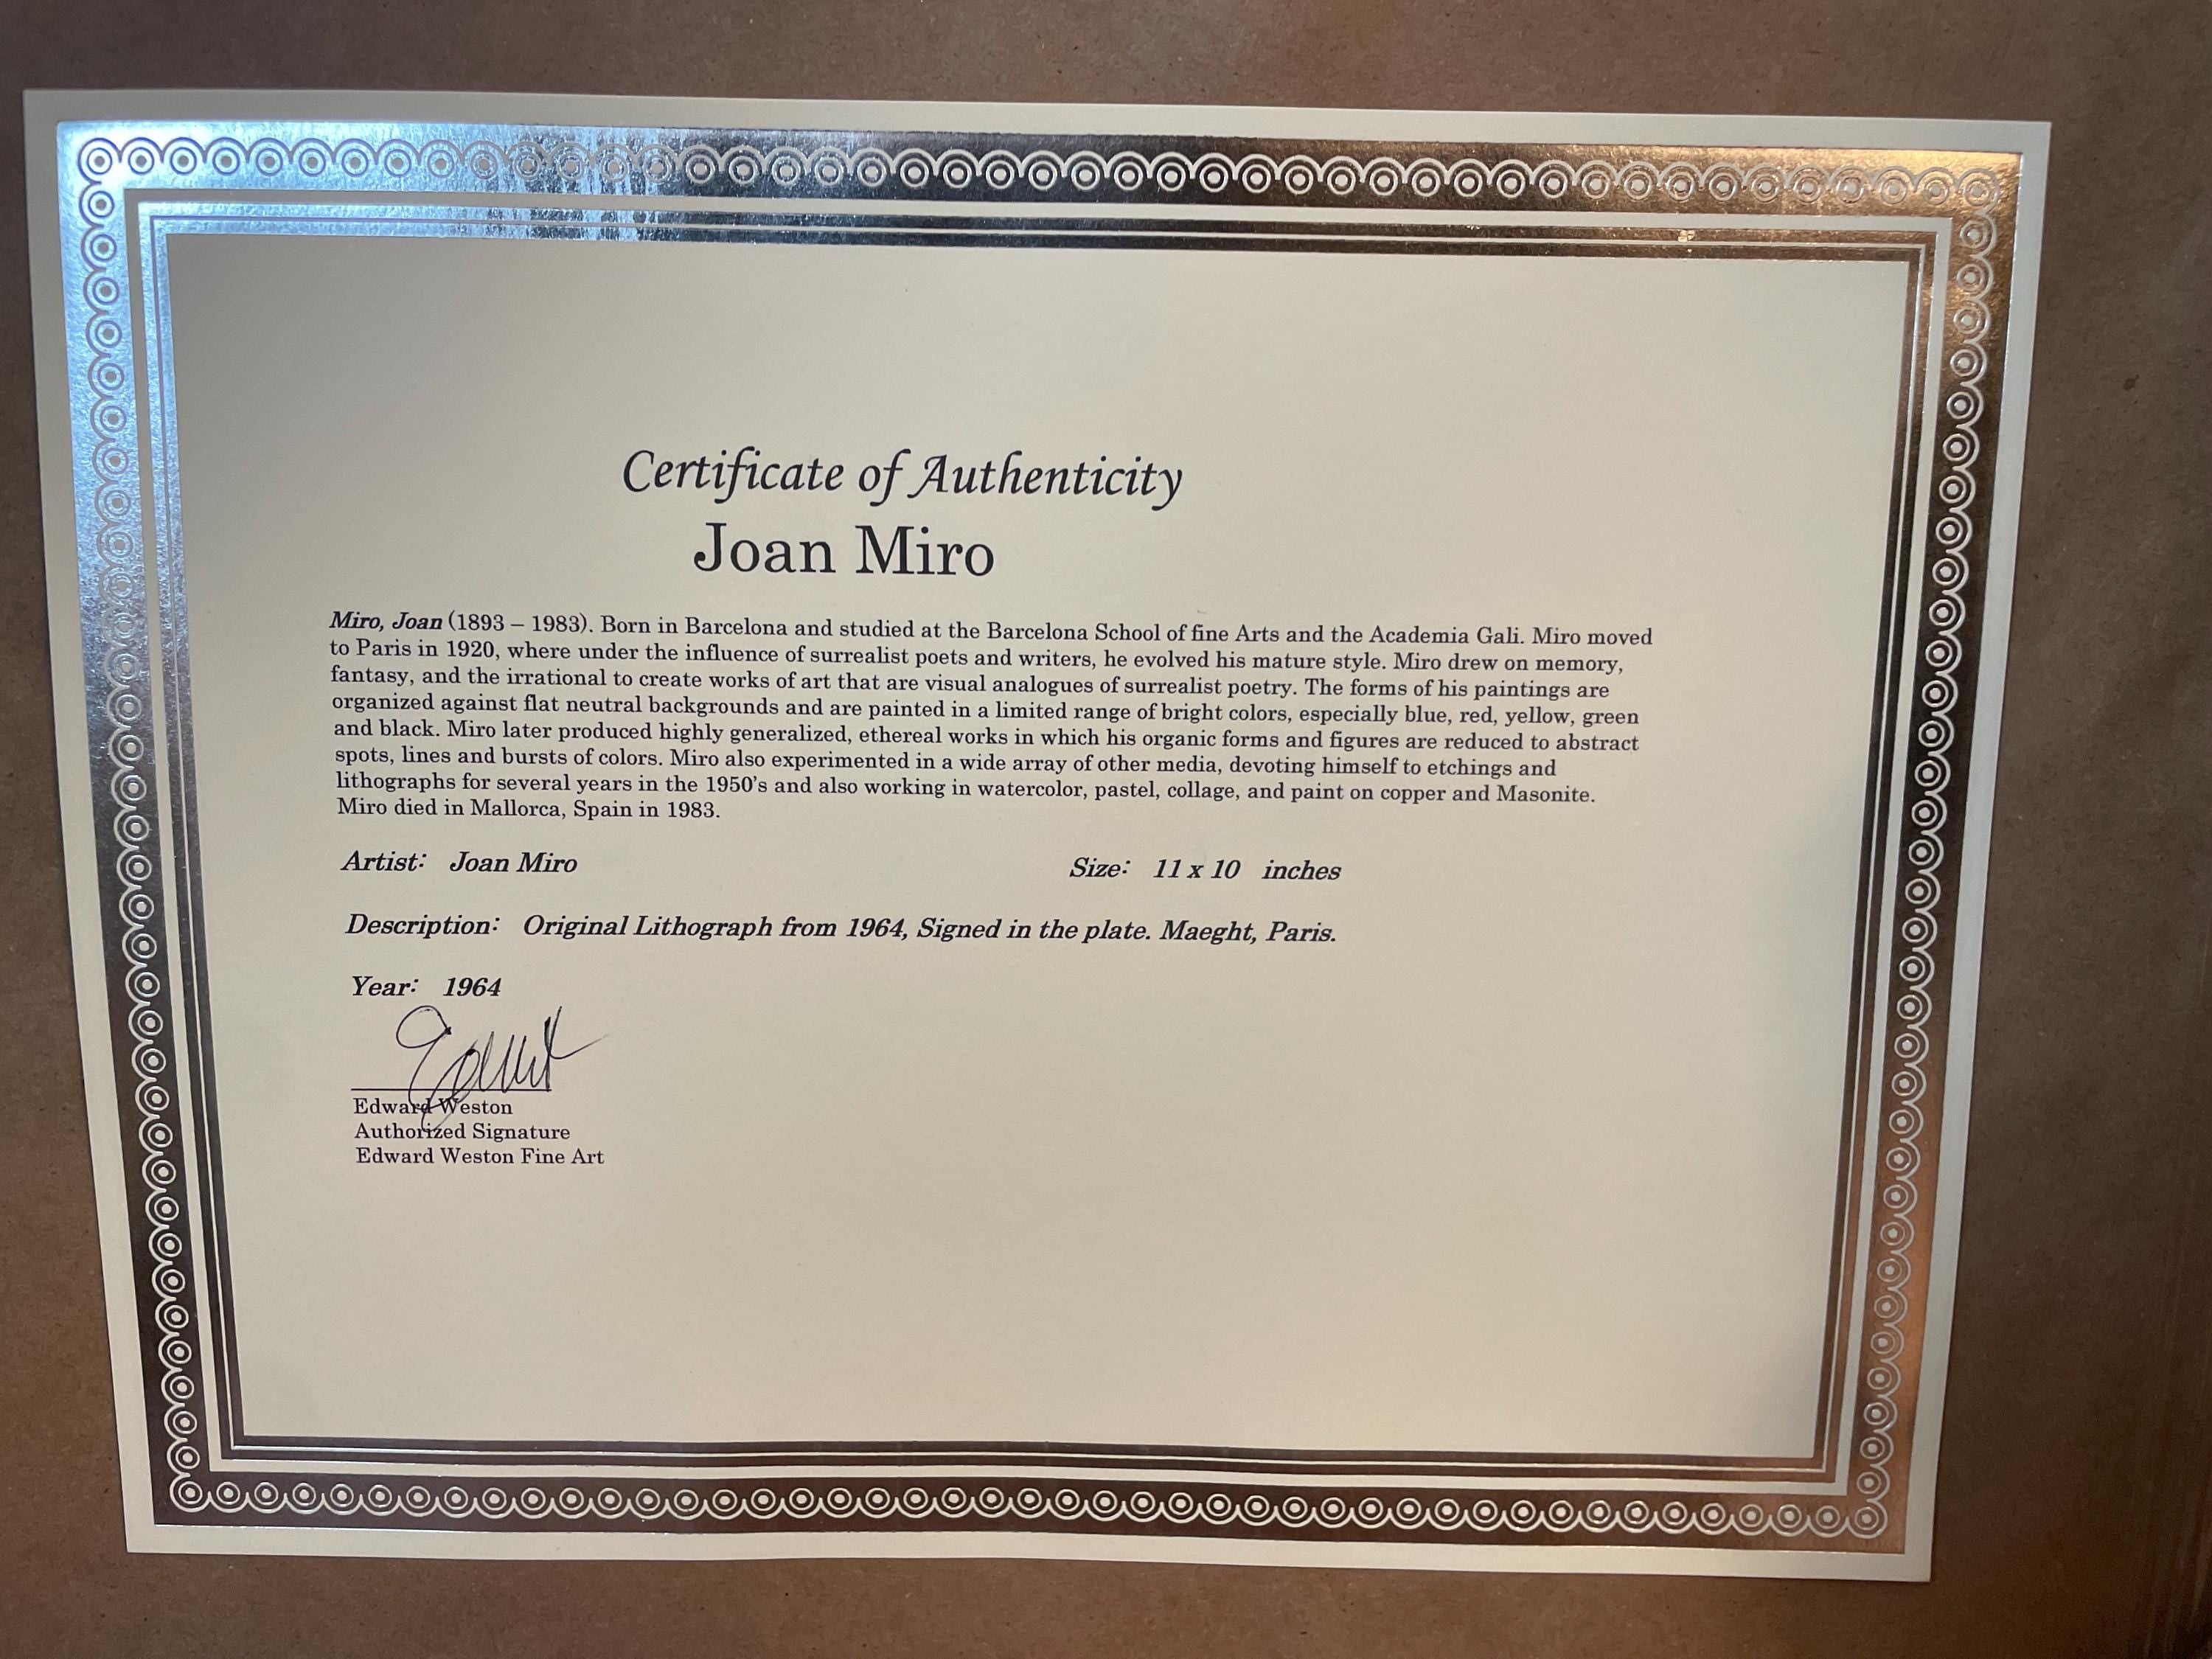 Certificate of Authenticity
Joan Miro
Miro, Joan (1893 – 1983). Born in Barcelona and studied at the Barcelona School of fine Arts and the Academia Gali. Miro moved
to Paris in 1920, where under the influence of surrealist poets and writers, he evolved his mature style. Miro drew on memory,
fantasy, and the irrational to create works of art that are visual analogues of surrealist poetry. The forms of his paintings are
organized against flat neutral backgrounds and are painted in a limited range of bright colors, especially blue, red, yellow, green
and black. Miro later produced highly generalized, ethereal works in which his organic forms and figures are reduced to abstract
spots, lines and bursts of colors. Miro also experimented in a wide array of other media, devoting himself to etchings and
lithographs for several years in the 1950's and also working in watercolor, pastel, collage, and paint on copper and Masonite.
Miro died in Mallorca, Spain in 1983.
Artist: Joan Miro Size: 11 x 10 inches
Description: Original Lithograph from 1964, Signed in the plate. Maeght, Paris.
Year: 1964
Edward Weston
Authorized Signature
Edward Weston Fine Art